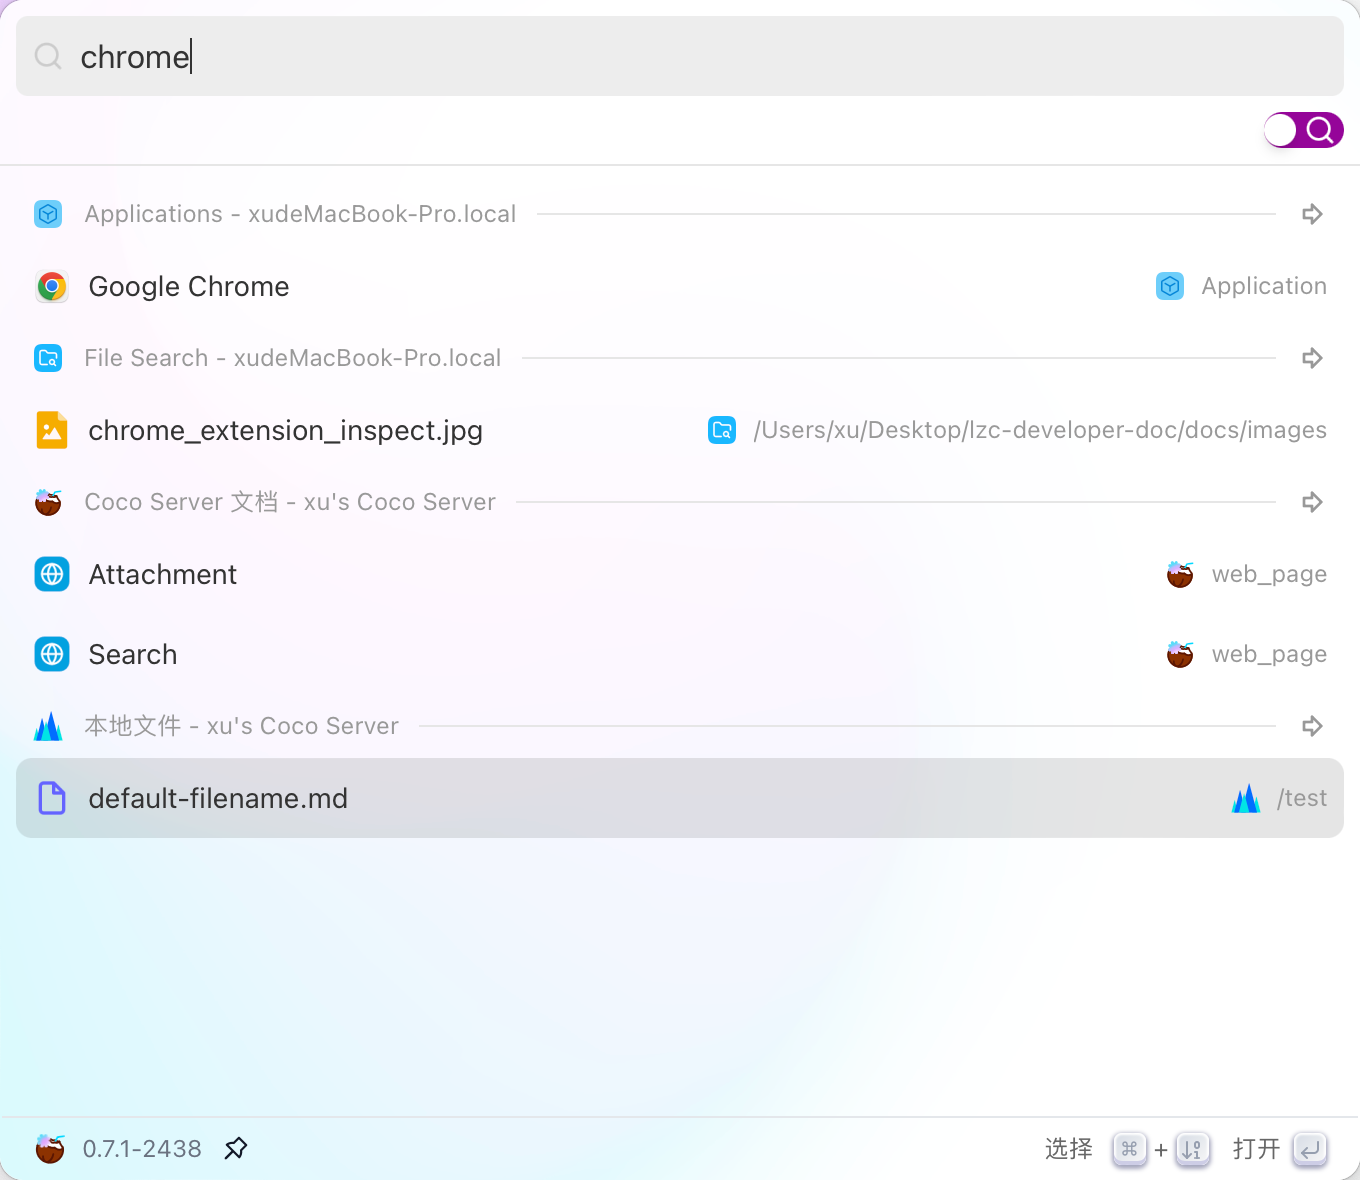 chrome
Applications - xudeMacBook-Pro.local
Google Chrome Application
File Search - xudeMacBook-Pro.local
chrome_extension_inspect.jpg /Users/xu/Desktop/lzc-developer-doc/docs/images
Coco Server 文档 - xu's Coco Server
Attachment web_page
Search web_page
本地文件 - xu's Coco Server
default-filename.md /test
0.7.1-2438 选择 ⌘ + 打开